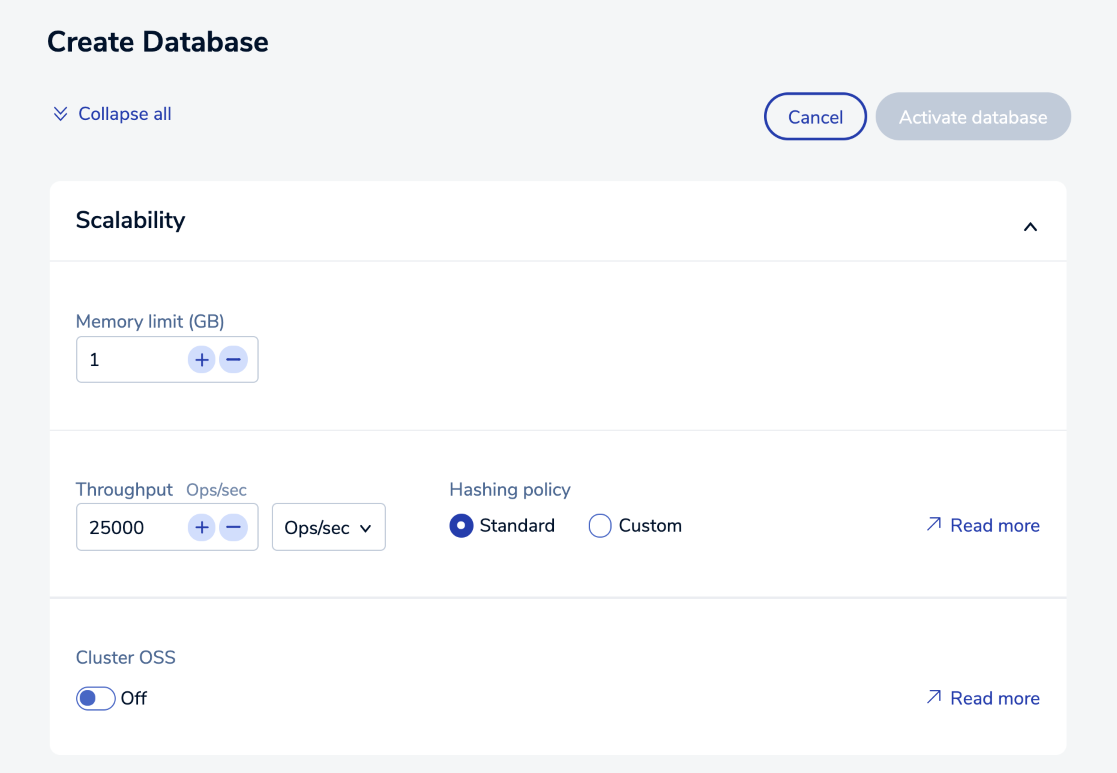 Create Database
Collapse all
Cancel
Activate database
Scalability
Memory limit (GB)
1
Throughput Ops/sec
25000
Ops/sec
Hashing policy
Standard
Custom
Read more
Cluster OSS
Off
Read more